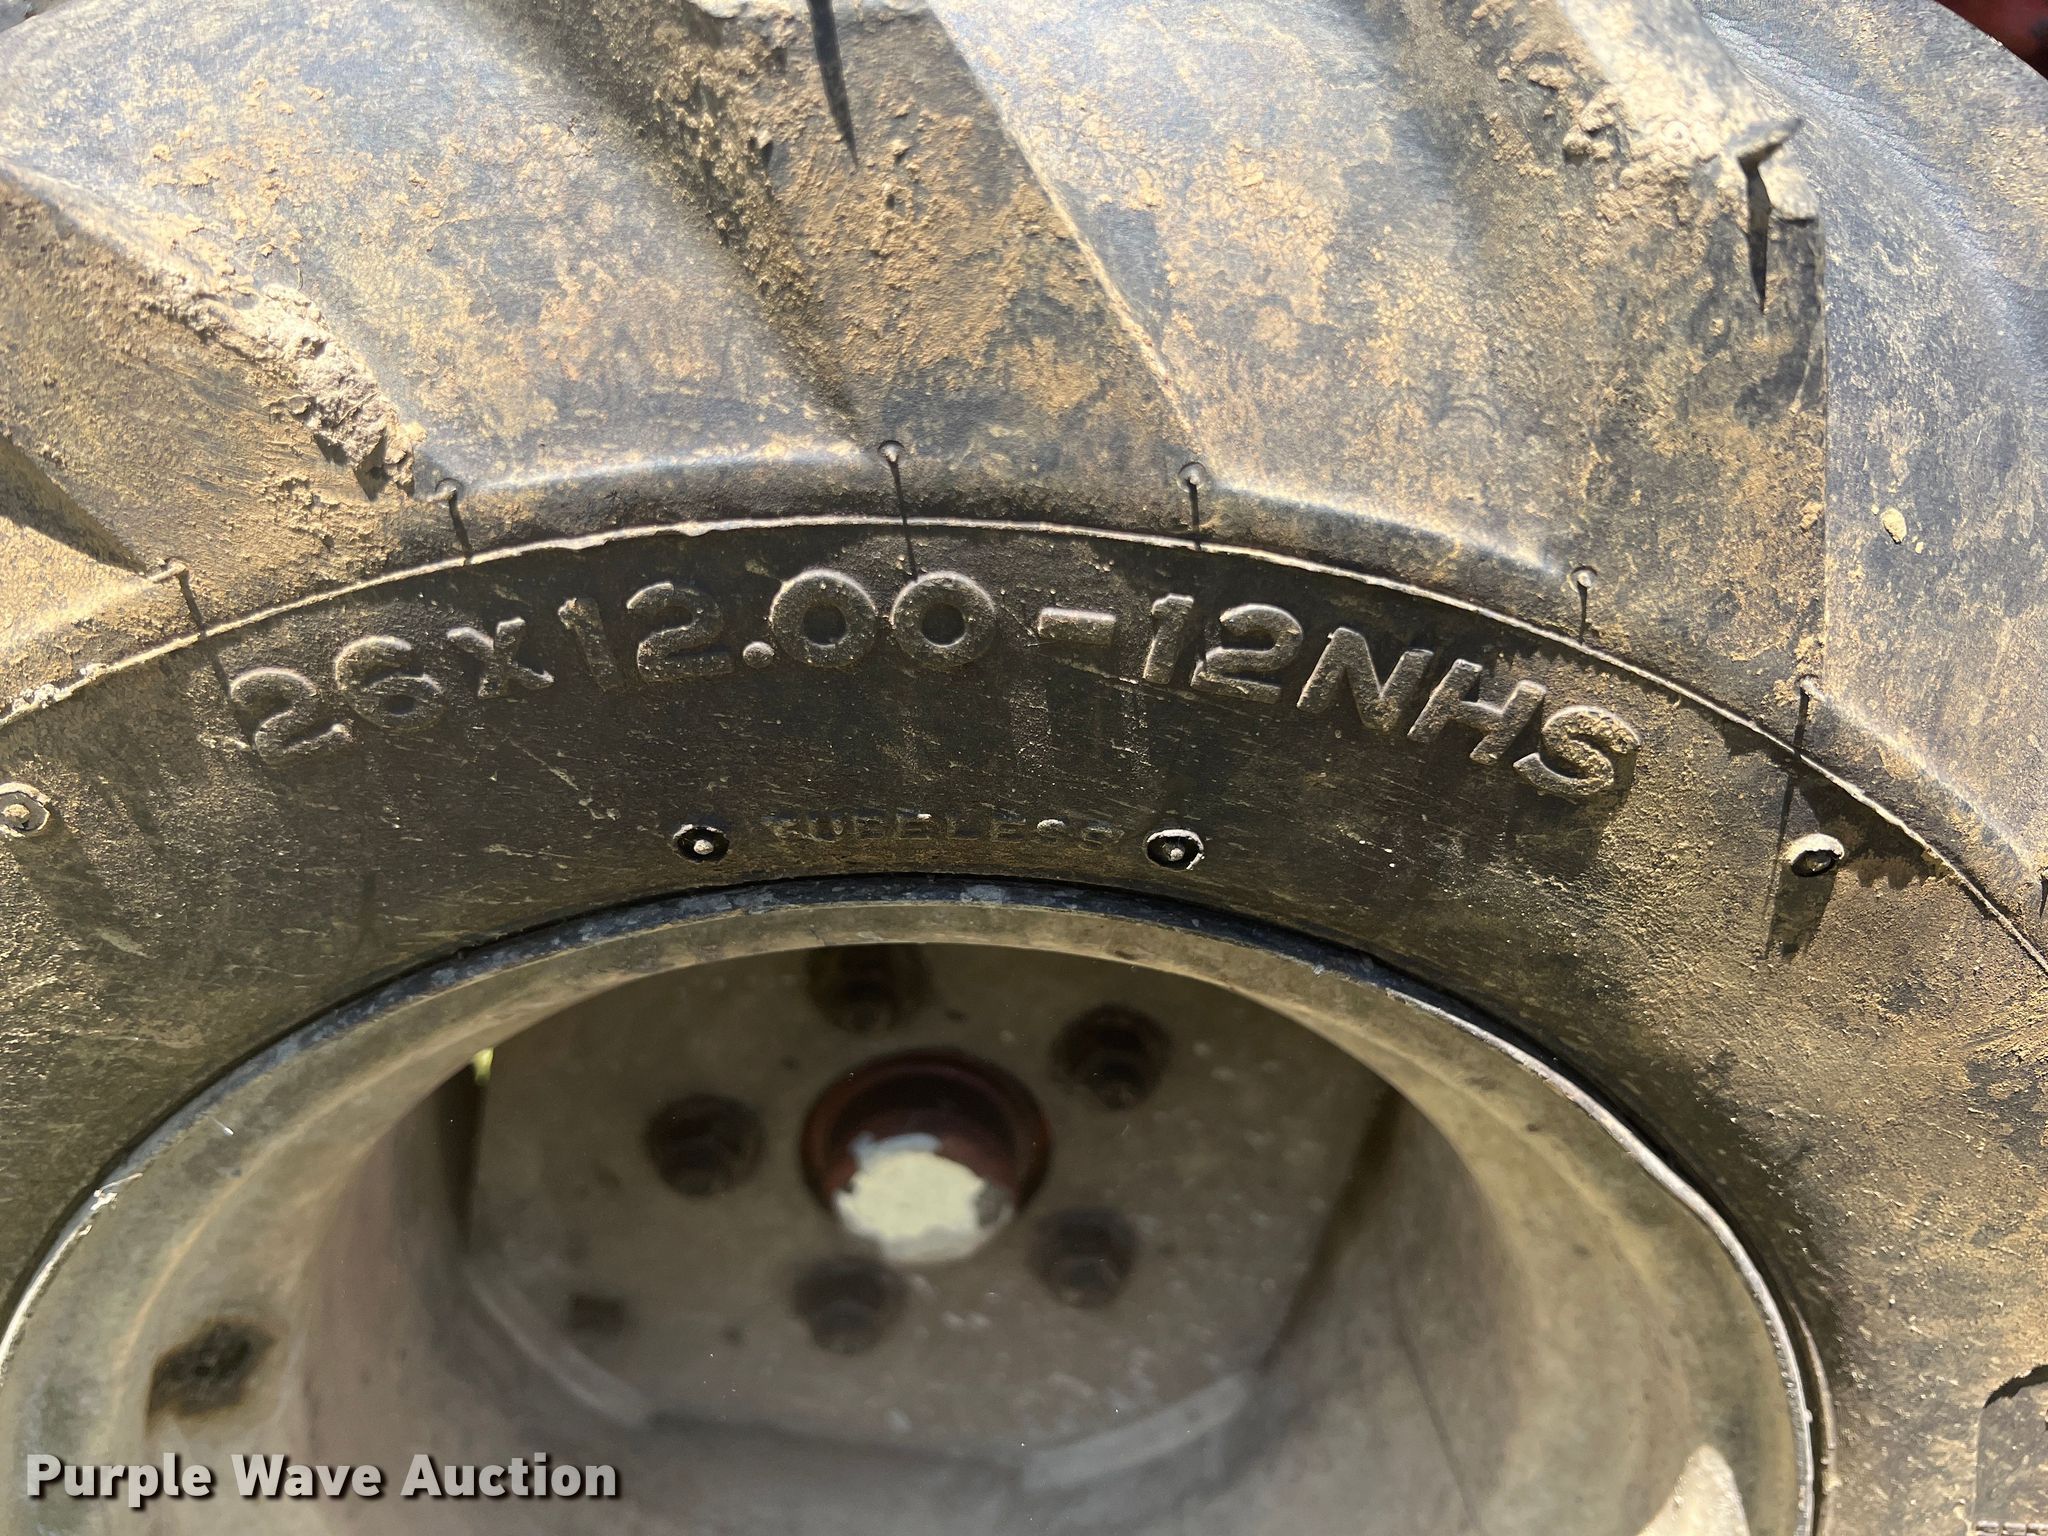 26x12.00-12NHS
TUBELESS
Purple Wave Auction